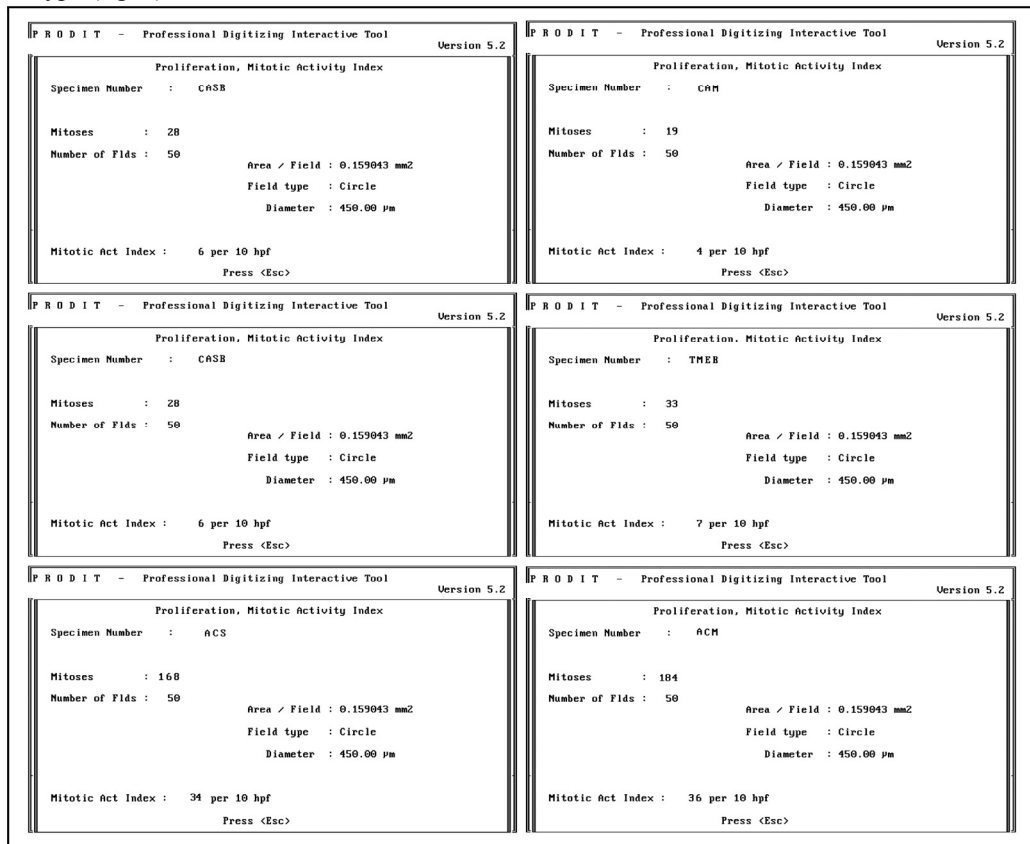 P R O D I T - Professional Digitizing Interactive Tool
Version 5.2
Proliferation, Mitotic Activity Index
Specimen Number : CASB
Mitoses : 28
Number of Flds : 50
Area / Field : 0.159043 mm2
Field type : Circle
Diameter : 450.00 µm
Mitotic Act Index : 6 per 10 hpf
Press <Esc>
P R O D I T - Professional Digitizing Interactive Tool
Version 5.2
Proliferation, Mitotic Activity Index
Specimen Number : CAM
Mitoses : 19
Number of Flds : 50
Area / Field : 0.159043 mm2
Field type : Circle
Diameter : 450.00 µm
Mitotic Act Index : 4 per 10 hpf
Press <Esc>
P R O D I T - Professional Digitizing Interactive Tool
Version 5.2
Proliferation, Mitotic Activity Index
Specimen Number : CASB
Mitoses : 28
Number of Flds : 50
Area / Field : 0.159043 mm2
Field type : Circle
Diameter : 450.00 µm
Mitotic Act Index : 6 per 10 hpf
Press <Esc>
P R O D I T - Professional Digitizing Interactive Tool
Version 5.2
Proliferation. Mitotic Activity Index
Specimen Number : TMEB
Mitoses : 33
Number of Flds : 50
Area / Field : 0.159043 mm2
Field type : Circle
Diameter : 450.00 µm
Mitotic Act Index : 7 per 10 hpf
Press <Esc>
P R O D I T - Professional Digitizing Interactive Tool
Version 5.2
Proliferation, Mitotic Activity Index
Specimen Number : ACS
Mitoses : 168
Number of Flds : 50
Area / Field : 0.159043 mm2
Field type : Circle
Diameter : 450.00 µm
Mitotic Act Index : 34 per 10 hpf
Press <Esc>
P R O D I T - Professional Digitizing Interactive Tool
Version 5.2
Proliferation, Mitotic Activity Index
Specimen Number : ACM
Mitoses : 184
Number of Flds : 50
Area / Field : 0.159043 mm2
Field type : Circle
Diameter : 450.00 µm
Mitotic Act Index : 36 per 10 hpf
Press <Esc>